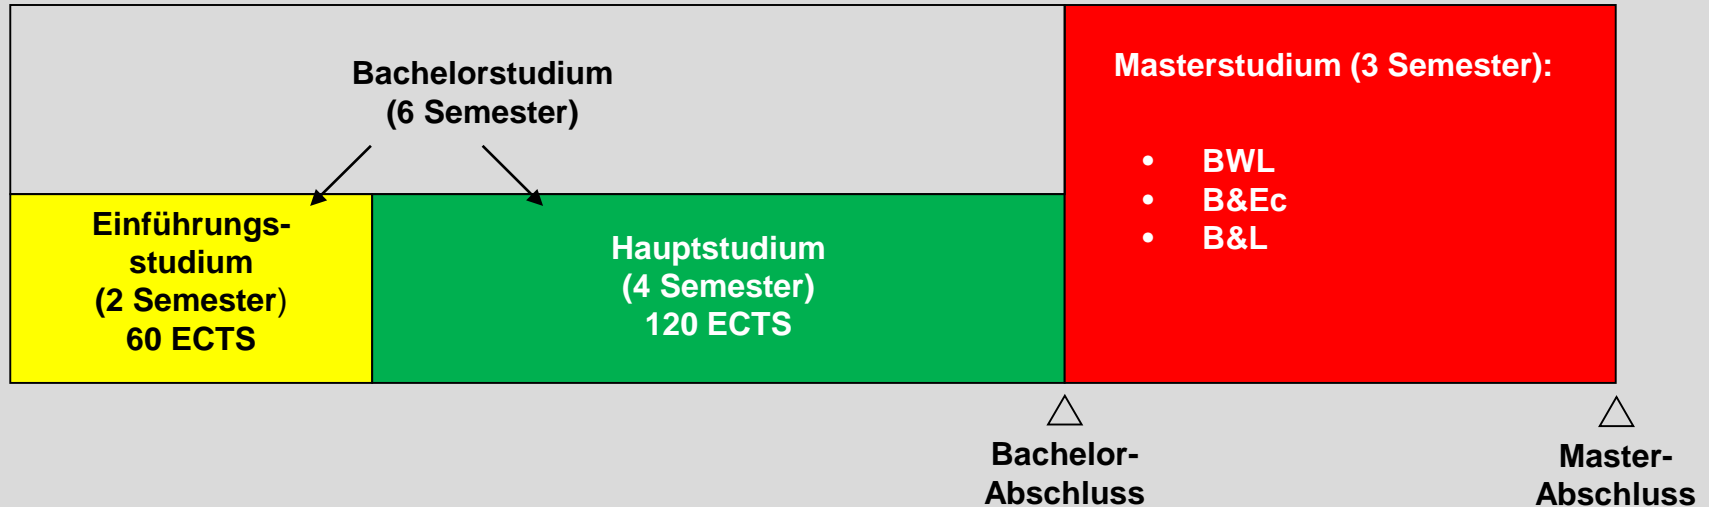 Bachelorstudium
(6 Semester)
Masterstudium (3 Semester):
• BWL
• B&Ec
• B&L
Einführungs-
studium
(2 Semester)
60 ECTS
Hauptstudium
(4 Semester)
120 ECTS
Bachelor-
Abschluss
Master-
Abschluss